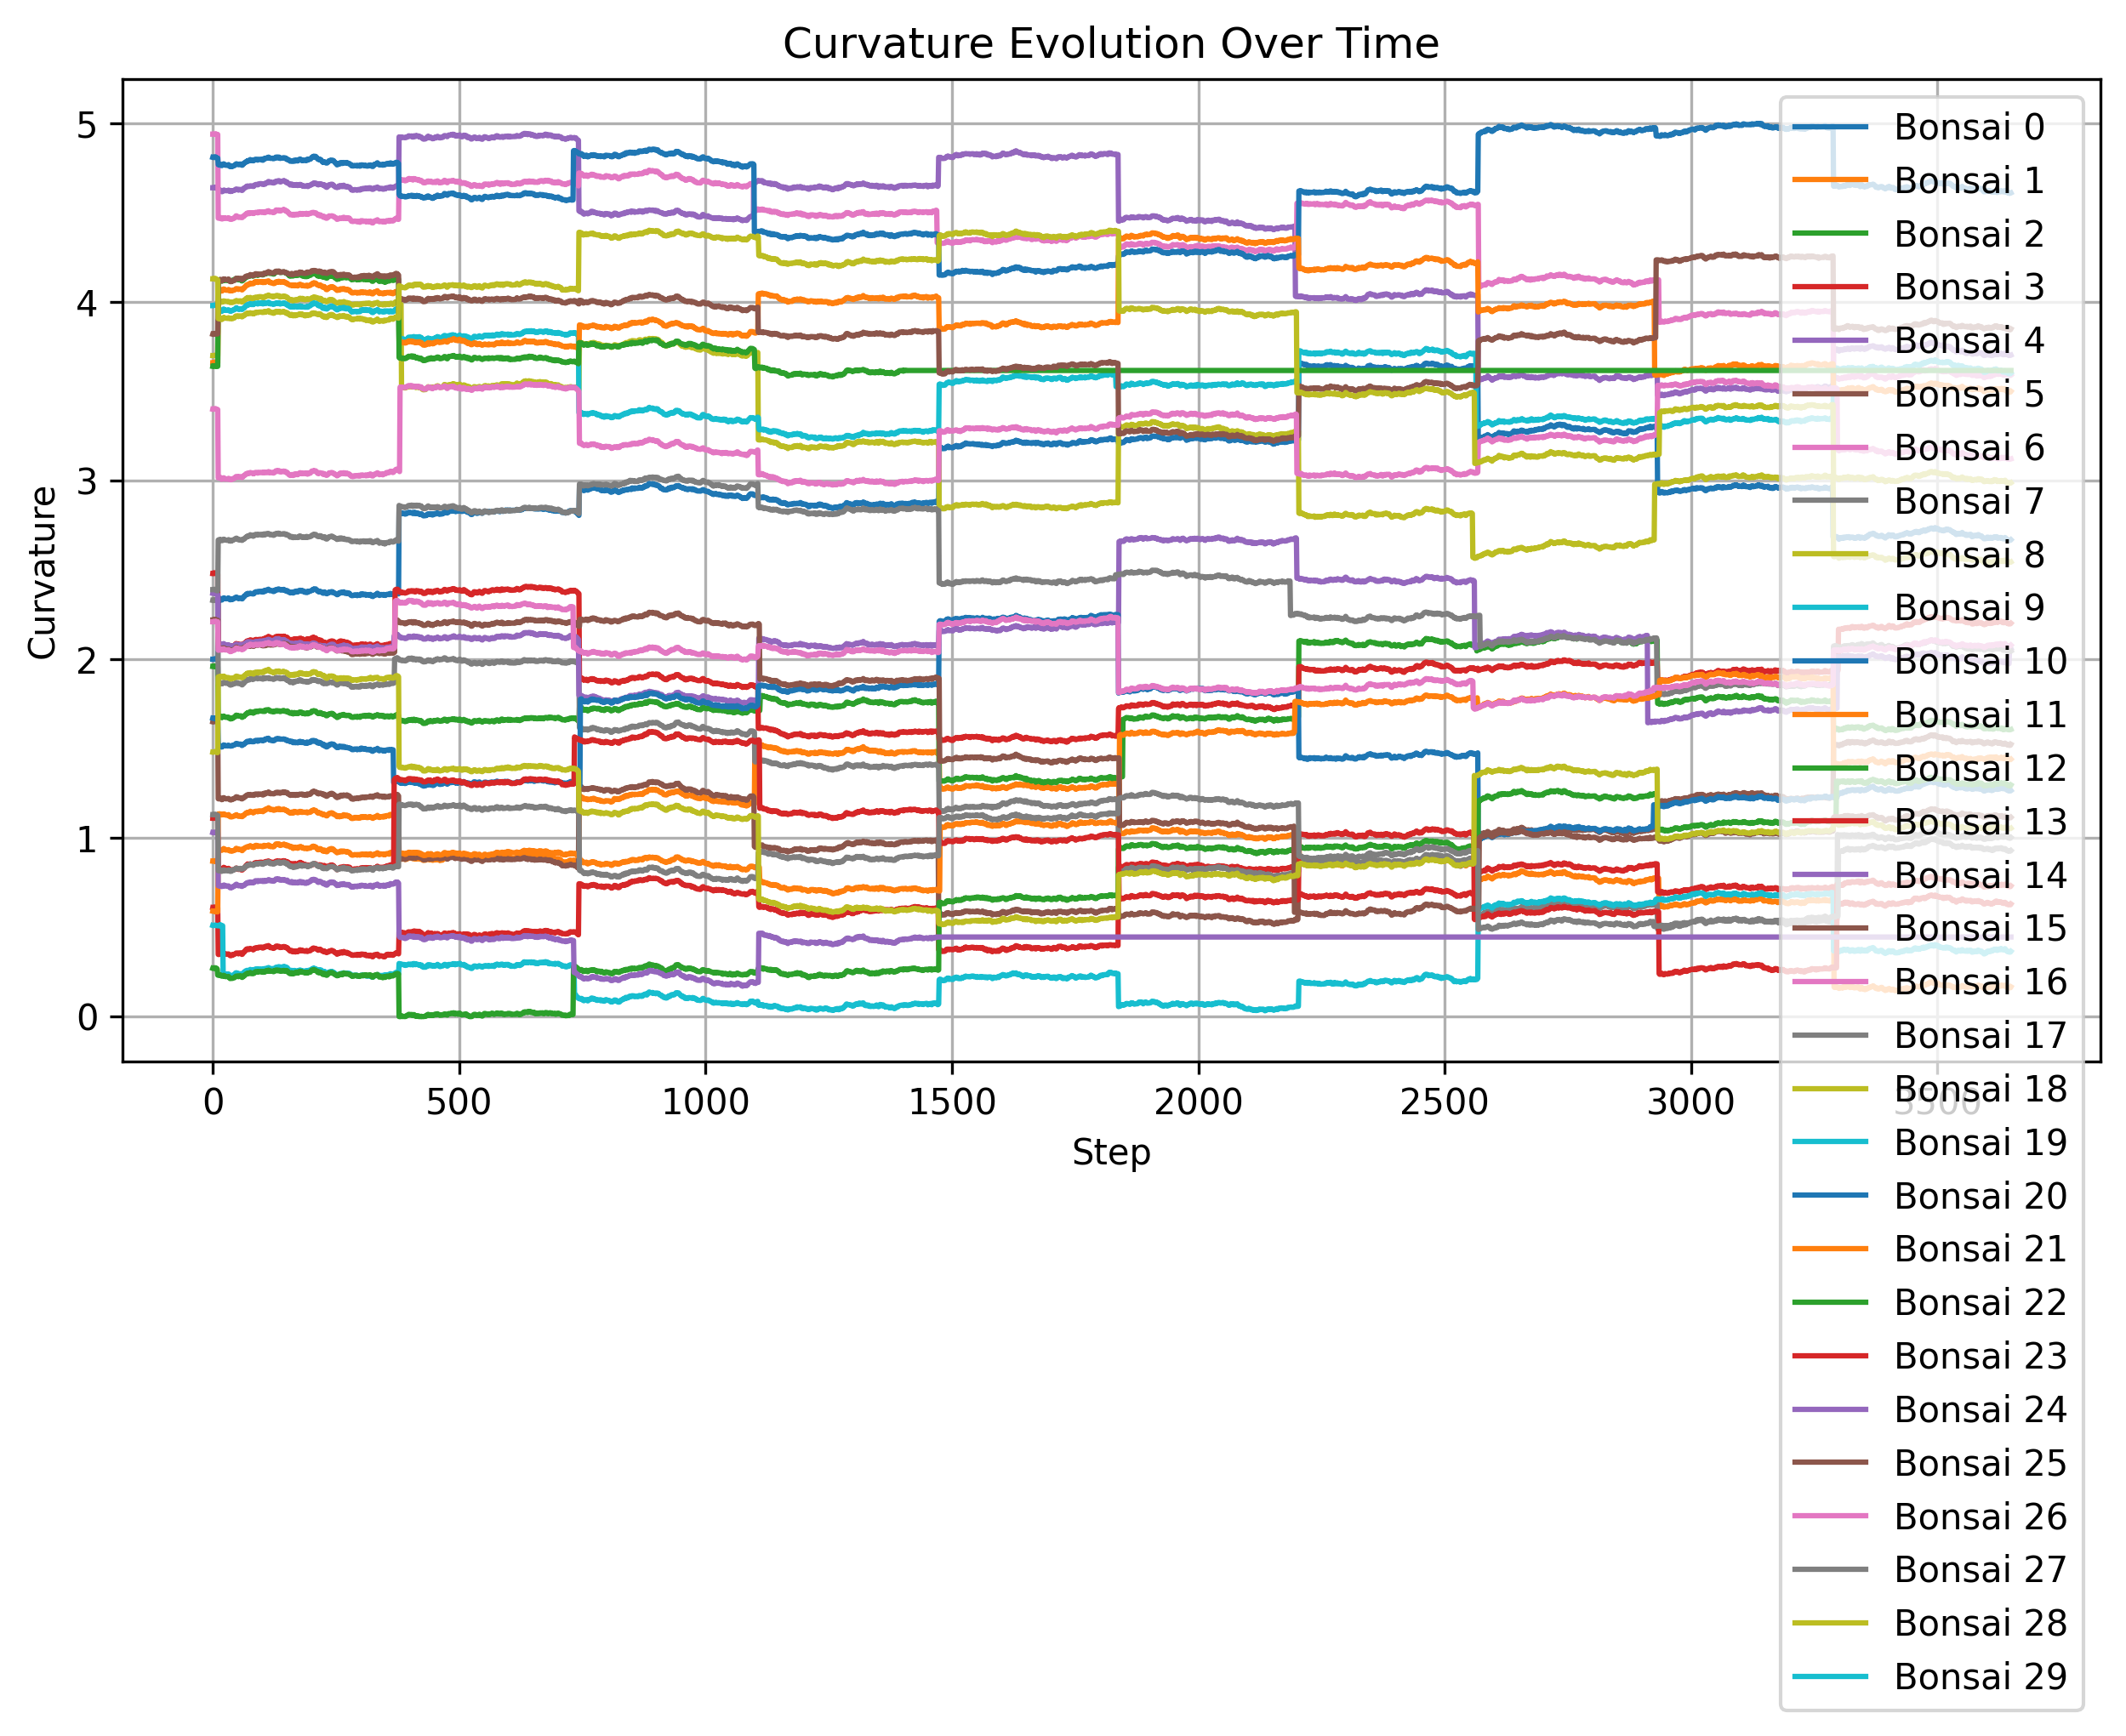 Curvature Evolution Over Time
Curvature
5
4
3
2
1
0
0
500
1000
1500
2000
2500
3000
3500
Step
Bonsai 0
Bonsai 1
Bonsai 2
Bonsai 3
Bonsai 4
Bonsai 5
Bonsai 6
Bonsai 7
Bonsai 8
Bonsai 9
Bonsai 10
Bonsai 11
Bonsai 12
Bonsai 13
Bonsai 14
Bonsai 15
Bonsai 16
Bonsai 17
Bonsai 18
Bonsai 19
Bonsai 20
Bonsai 21
Bonsai 22
Bonsai 23
Bonsai 24
Bonsai 25
Bonsai 26
Bonsai 27
Bonsai 28
Bonsai 29